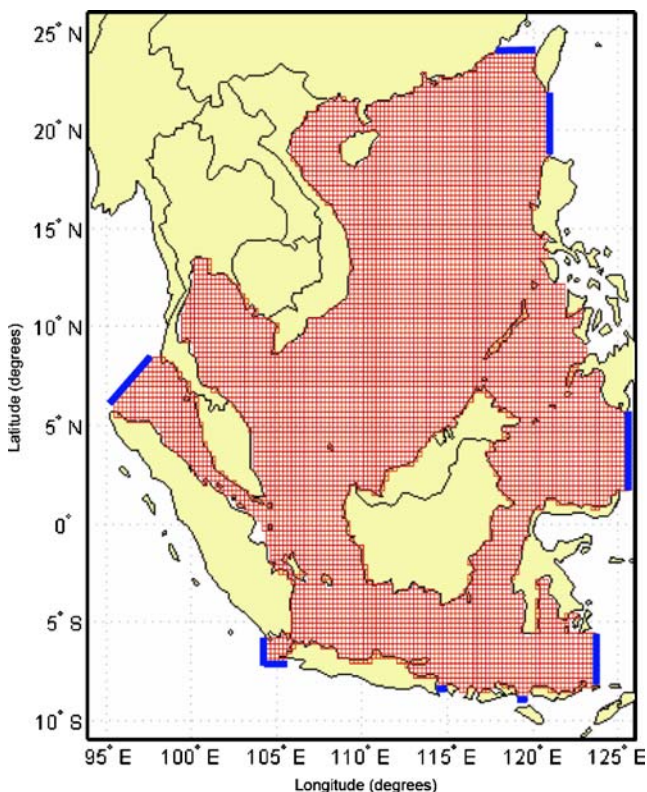 25° N
20° N
15° N
10° N
5° N
0°
5° S
10° S
Latitude (degrees)
95° E 100° E 105° E 110° E 115° E 120° E 125° E
Longitude (degrees)